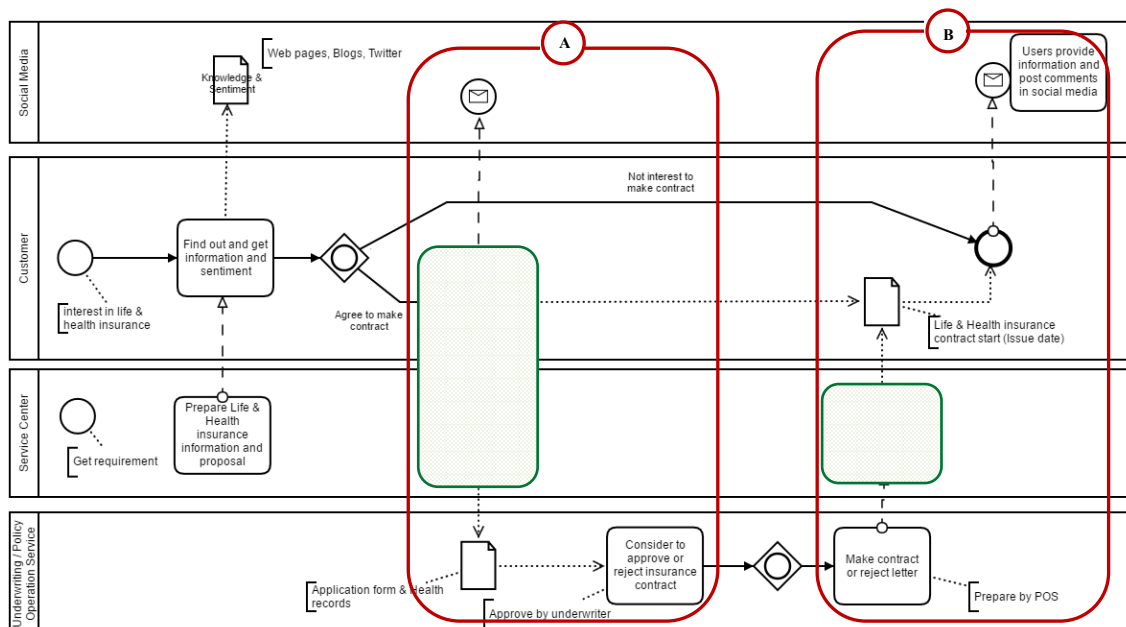 A
B
Social Media
Knowledge &
Sentiment
Web pages, Blogs, Twitter
Users provide
information and
post comments
in social media
Customer
interest in life &
health insurance
Find out and get
information and
sentiment
Not interest to
make contract
Agree to make
contract
Life & Health insurance
contract start (Issue date)
Service Center
Get requirement
Prepare Life &
Health
insurance
information and
proposal
Underwriting / Policy
Operation Service
Application form & Health
records
Consider to
approve or
reject insurance
contract
Approve by underwriter
Make contract
or reject letter
Prepare by POS